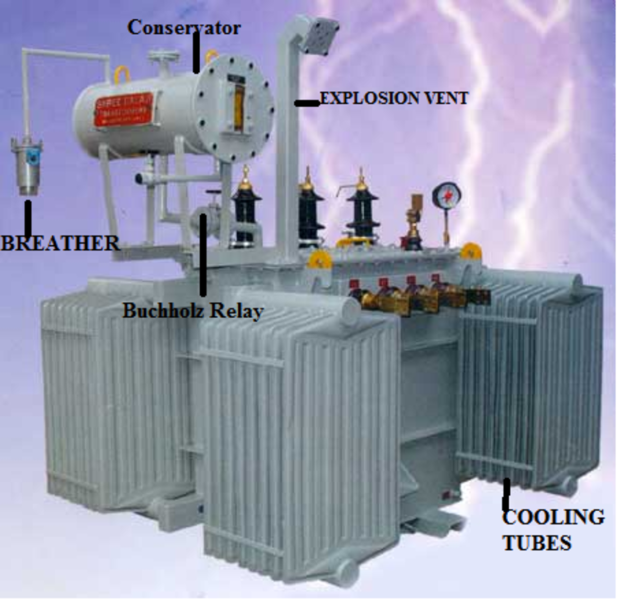 Conservator
EXPLOSION VENT
BREATHER
Buchholz Relay
COOLING
TUBES